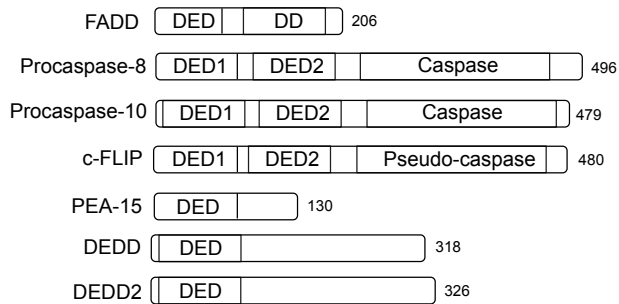 FADD DED DD 206
Procaspase-8 DED1 DED2 Caspase 496
Procaspase-10 DED1 DED2 Caspase 479
c-FLIP DED1 DED2 Pseudo-caspase 480
PEA-15 DED 130
DEDD DED 318
DEDD2 DED 326